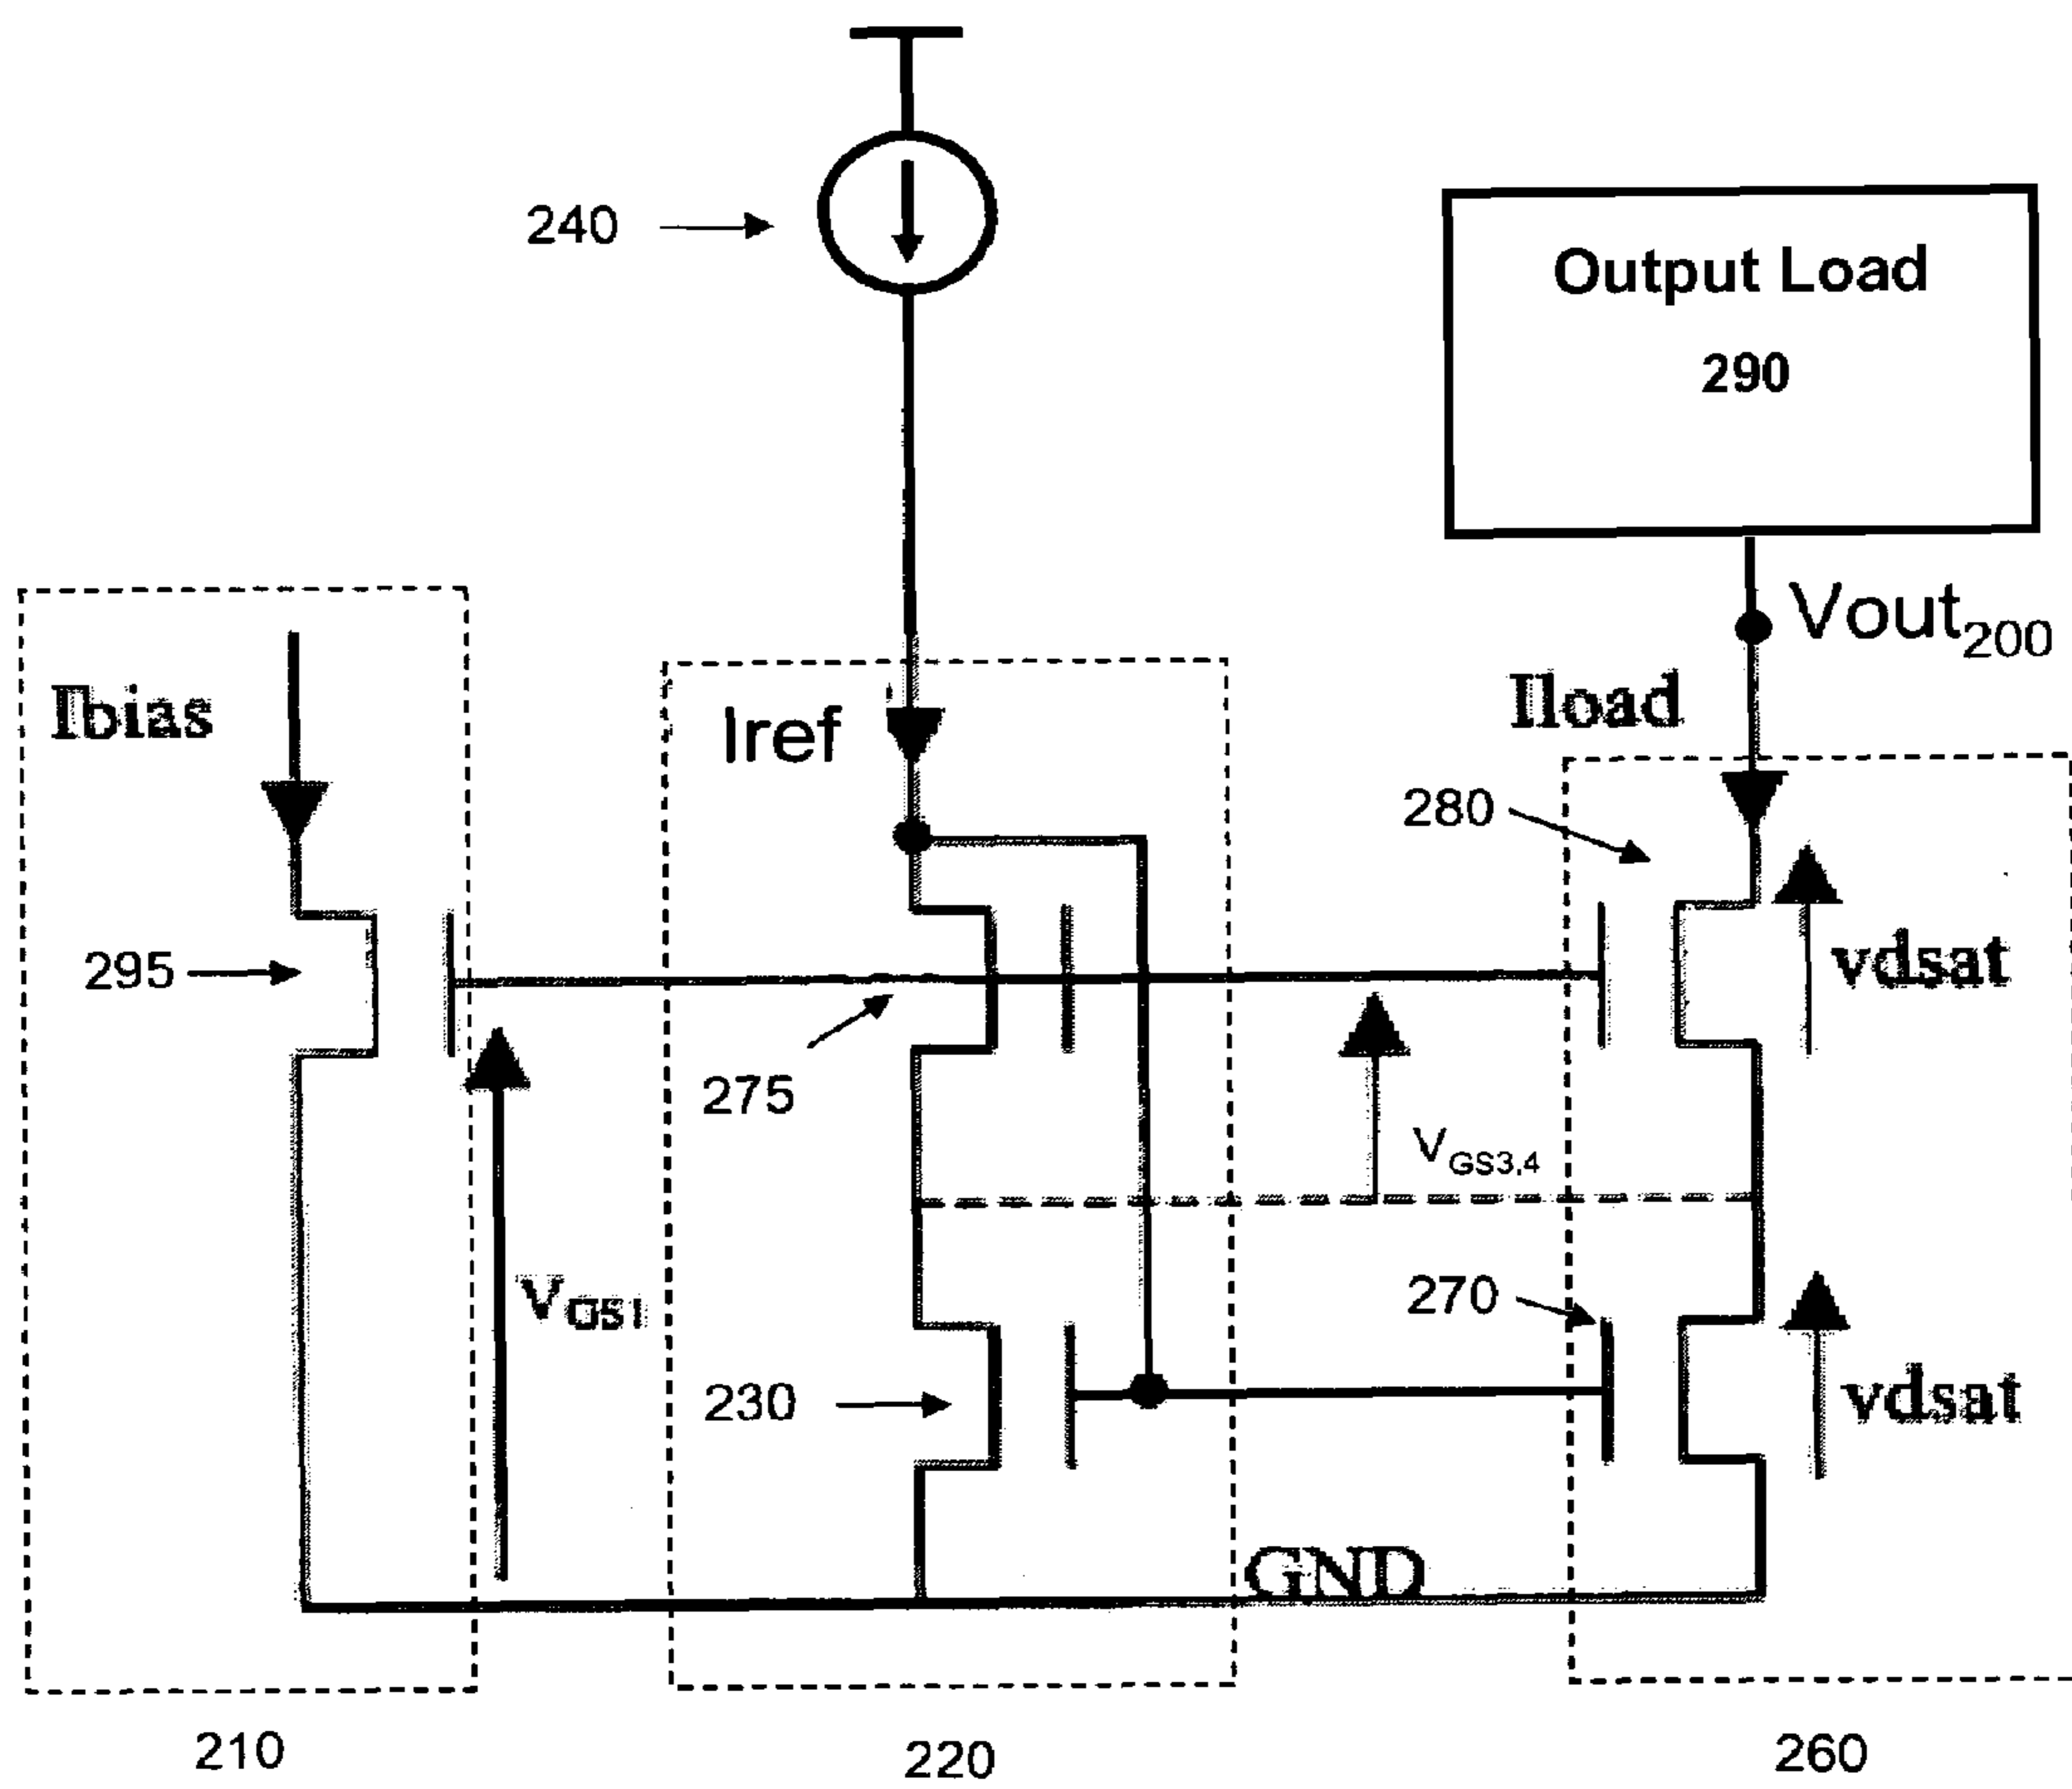 240
Output Load
290
Vout200
Ibias
Iref
Iload
280
295
vdsat
275
VGS3,4
VGS1
270
230
vdsat
GND
210
220
260